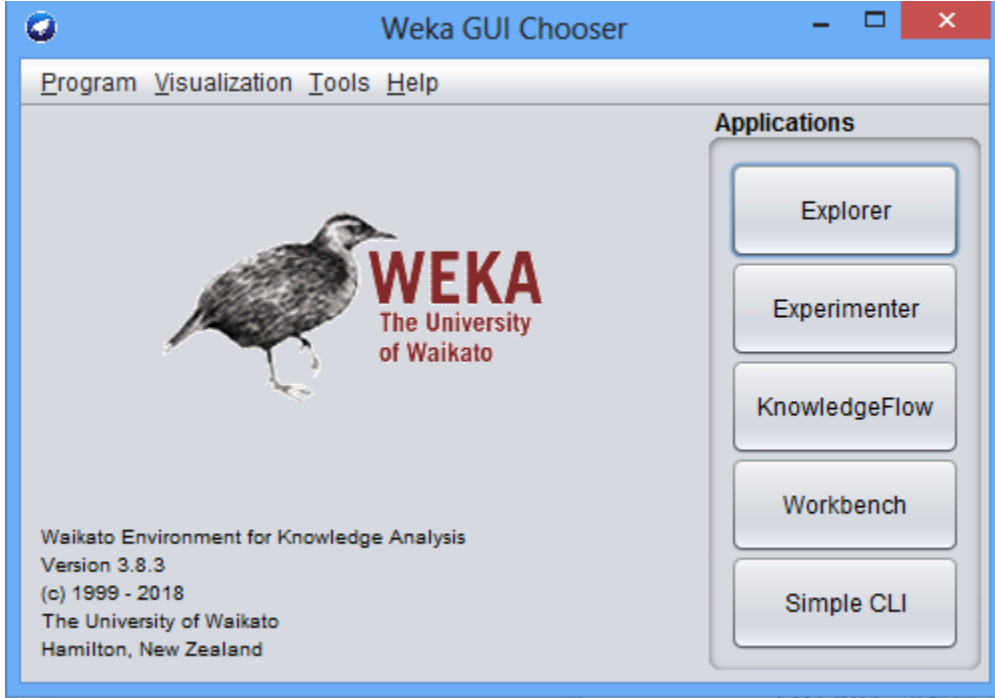 Weka GUI Chooser
Program Visualization Tools Help
Applications
Explorer
Experimenter
KnowledgeFlow
Workbench
Simple CLI
WEKA
The University
of Waikato
Waikato Environment for Knowledge Analysis
Version 3.8.3
(c) 1999 - 2018
The University of Waikato
Hamilton, New Zealand